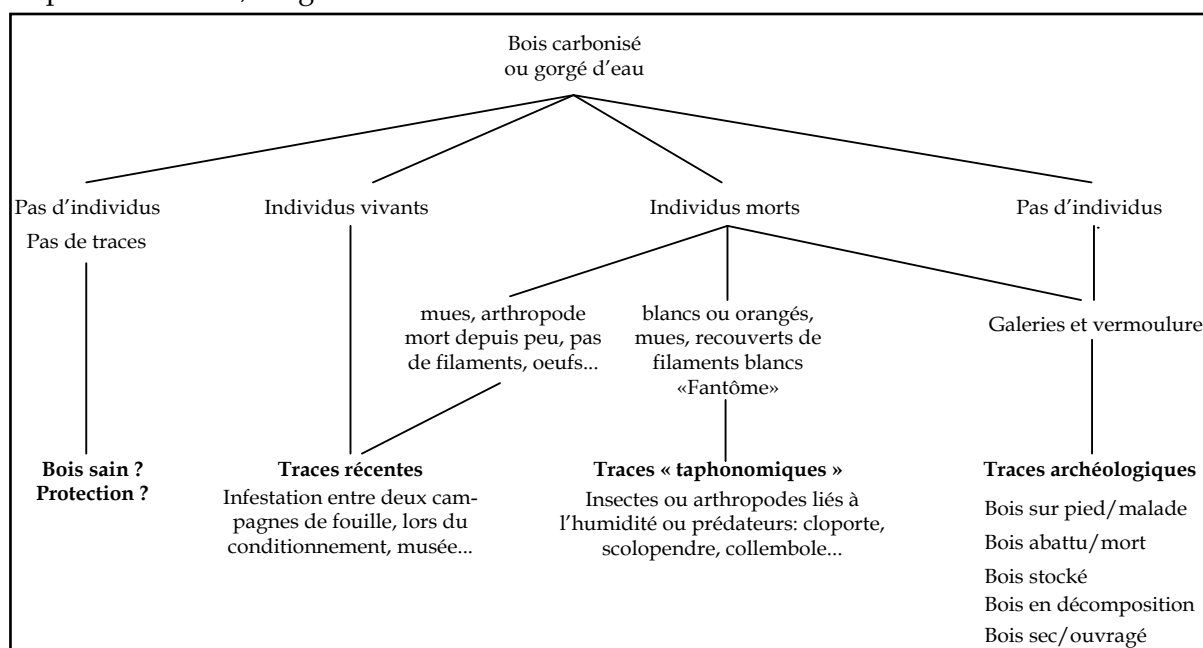 Bois carbonisé
ou gorgé d’eau
Pas d’individus
Pas de traces
Individus vivants
Individus morts
Pas d’individus
mues, arthropode
mort depuis peu, pas
de filaments, oeufs...
blancs ou orangés,
mues, recouverts de
filaments blancs
«Fantôme»
Galeries et vermoulure
Bois sain ?
Protection ?
Traces récentes
Infestation entre deux cam-
pagnes de fouille, lors du
conditionnement, musée...
Traces « taphonomiques »
Insectes ou arthropodes liés à
l’humidité ou prédateurs: cloporte,
scolopendre, collembole...
Traces archéologiques
Bois sur pied/malade
Bois abattu/mort
Bois stocké
Bois en décomposition
Bois sec/ouvragé